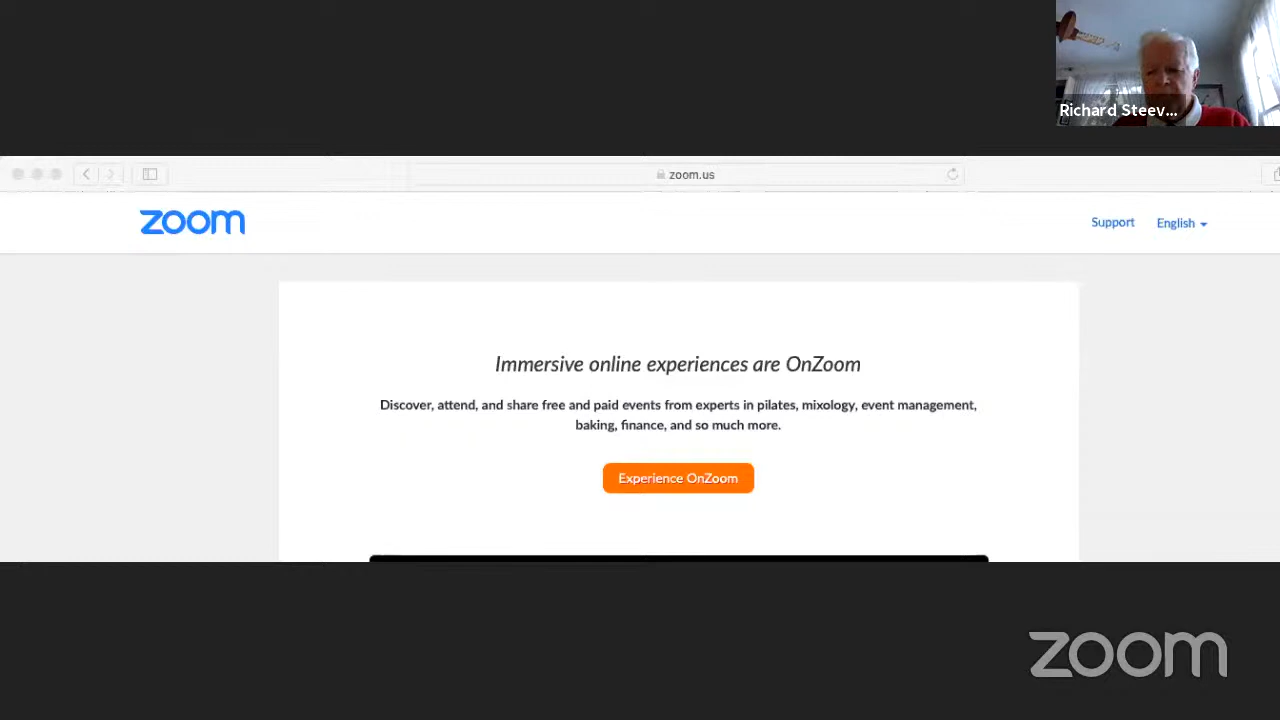 Richard Steev...
zoom.us
zoom
Support
English
Immersive online experiences are OnZoom
Discover, attend, and share free and paid events from experts in pilates, mixology, event management,
baking, finance, and so much more.
Experience OnZoom
zoom